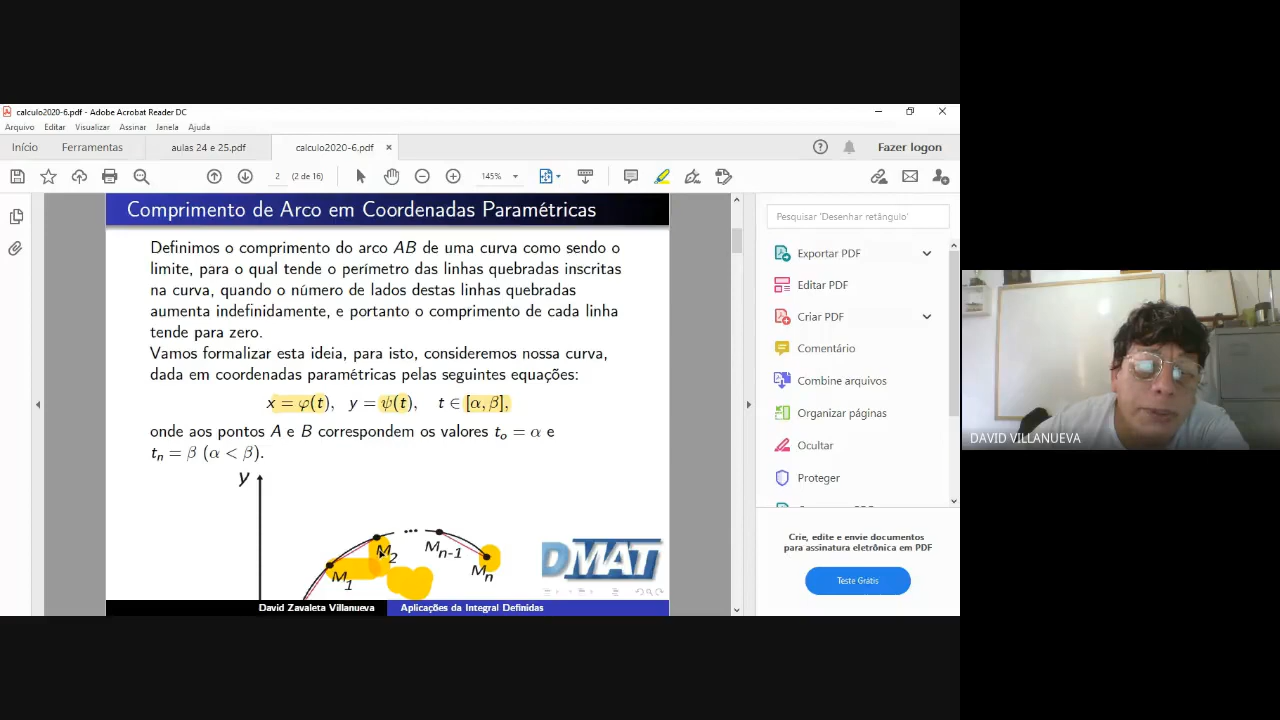 calculo2020-6.pdf - Adobe Acrobat Reader DC
Arquivo Editar Visualizar Assinar Janela Ajuda
Início Ferramentas aulas 24 e 25.pdf calculo2020-6.pdf × Fazer logon
2 (2 de 16) 145%
Comprimento de Arco em Coordenadas Paramétricas
Definimos o comprimento do arco AB de uma curva como sendo o
limite, para o qual tende o perímetro das linhas quebradas inscritas
na curva, quando o número de lados destas linhas quebradas
aumenta indefinidamente, e portanto o comprimento de cada linha
tende para zero.
Vamos formalizar esta ideia, para isto, consideremos nossa curva,
dada em coordenadas paramétricas pelas seguintes equações:
x = φ(t), y = ψ(t), t ∈ [α, β],
onde aos pontos A e B correspondem os valores t₀ = α e
tₙ = β (α < β).
y
...
M₁
M₂
Mₙ₋₁
Mₙ
DMAT
David Zavaleta Villanueva Aplicações da Integral Definidas
Pesquisar 'Desenhar retângulo'
Exportar PDF
Editar PDF
Criar PDF
Comentário
Combine arquivos
Organizar páginas
Ocultar
Proteger
Crie, edite e envie documentos
para assinatura eletrônica em PDF
Teste Grátis
DAVID VILLANUEVA